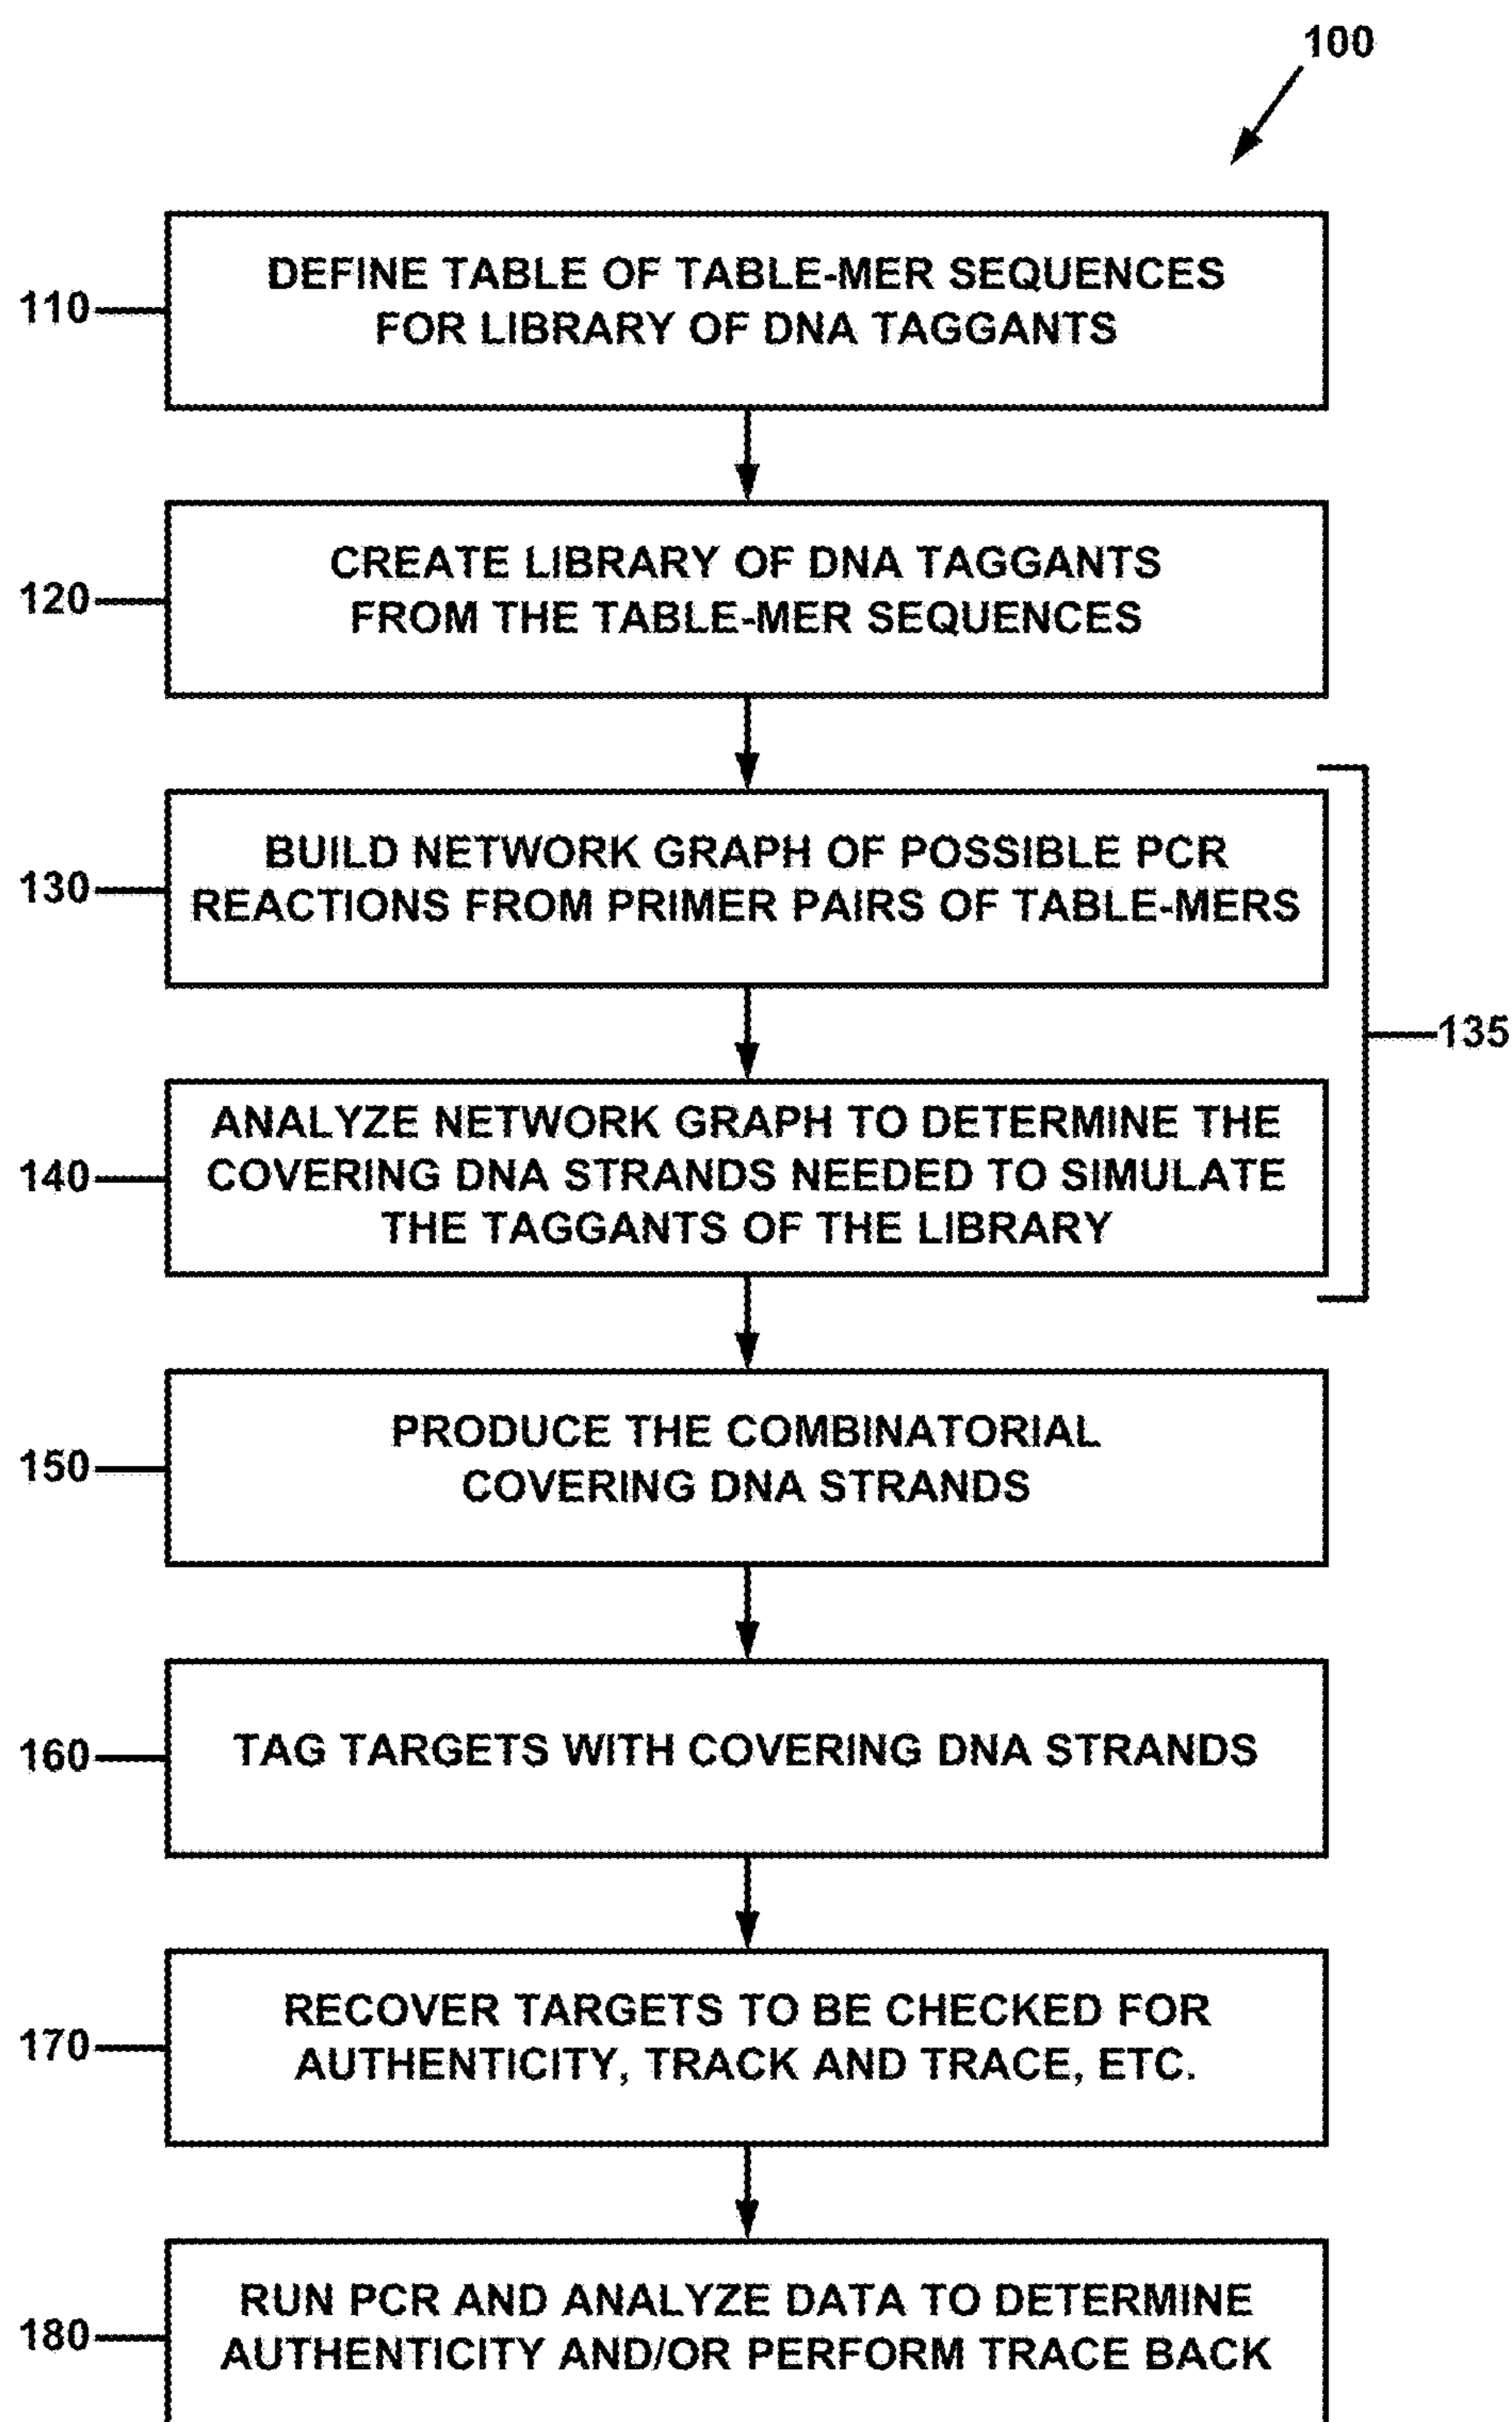 100
110
DEFINE TABLE OF TABLE-MER SEQUENCES
FOR LIBRARY OF DNA TAGGANTS
120
CREATE LIBRARY OF DNA TAGGANTS
FROM THE TABLE-MER SEQUENCES
130
BUILD NETWORK GRAPH OF POSSIBLE PCR
REACTIONS FROM PRIMER PAIRS OF TABLE-MERS
135
140
ANALYZE NETWORK GRAPH TO DETERMINE THE
COVERING DNA STRANDS NEEDED TO SIMULATE
THE TAGGANTS OF THE LIBRARY
150
PRODUCE THE COMBINATORIAL
COVERING DNA STRANDS
160
TAG TARGETS WITH COVERING DNA STRANDS
170
RECOVER TARGETS TO BE CHECKED FOR
AUTHENTICITY, TRACK AND TRACE, ETC.
180
RUN PCR AND ANALYZE DATA TO DETERMINE
AUTHENTICITY AND/OR PERFORM TRACE BACK